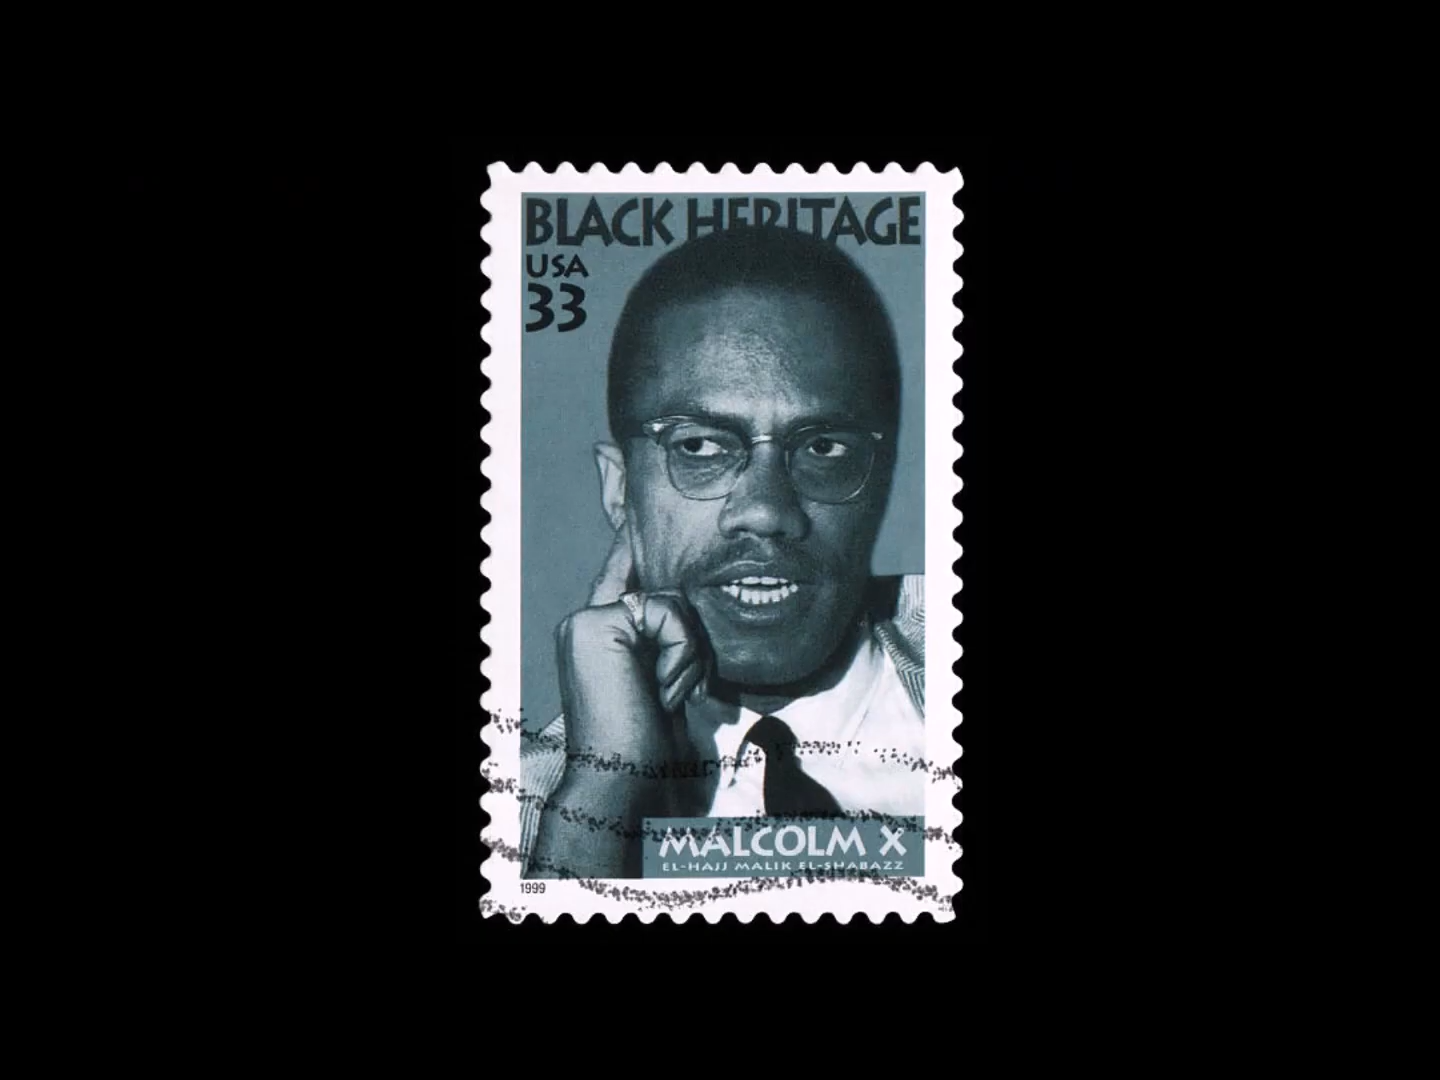 BLACK HERITAGE
USA
33
MALCOLM X
EL-HAJJ MALIK EL-SHABAZZ
1999